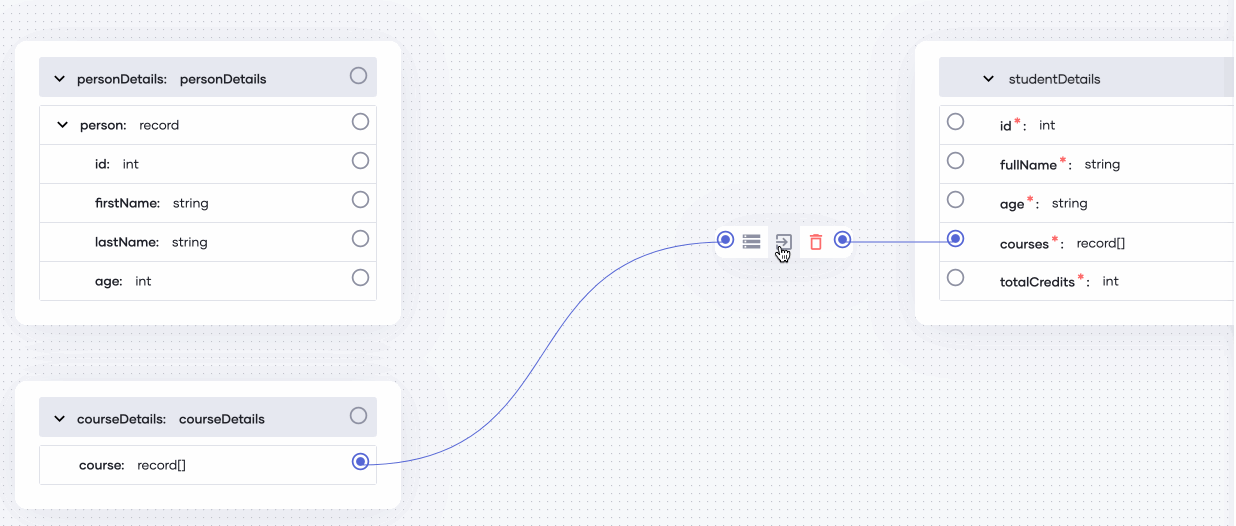 personDetails: personDetails
person: record
id: int
firstName: string
lastName: string
age: int
courseDetails: courseDetails
course: record[]
studentDetails
id*: int
fullName*: string
age*: string
courses*: record[]
totalCredits*: int